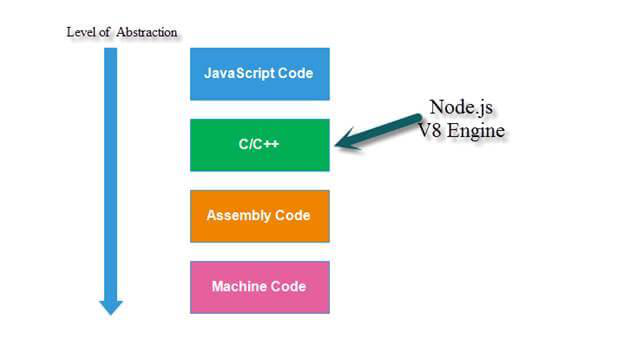 Level of Abstraction
JavaScript Code
Node.js
V8 Engine
C/C++
Assembly Code
Machine Code